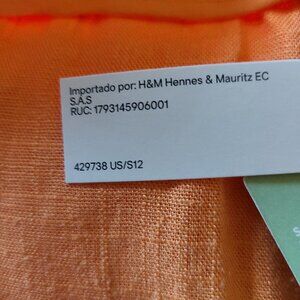 Importado por: H&M Hennes & Mauritz EC
S.A.S
RUC: 1793145906001
429738 US/S12